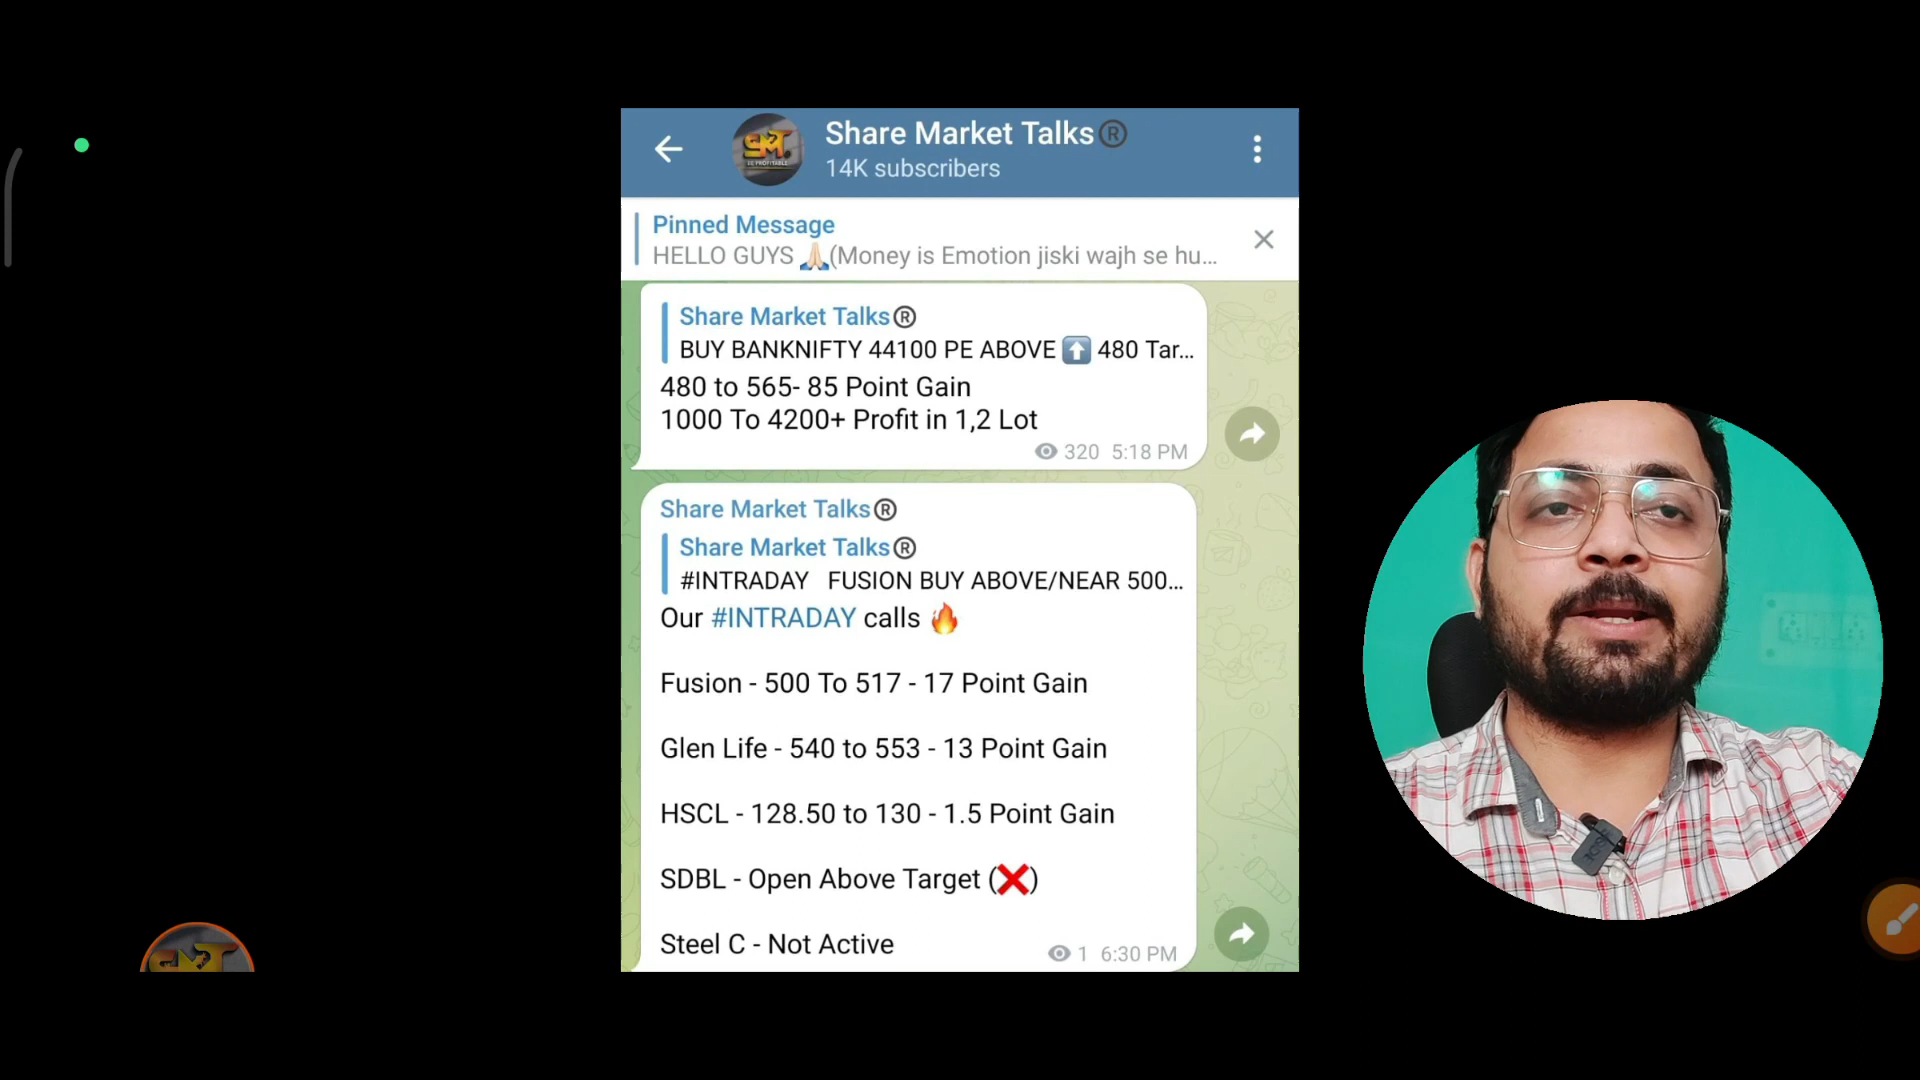 Share Market Talks®
14K subscribers
Pinned Message
HELLO GUYS 🙏🏻(Money is Emotion jiski wajh se hu...
Share Market Talks®
BUY BANKNIFTY 44100 PE ABOVE ⬆️ 480 Tar...
480 to 565- 85 Point Gain
1000 To 4200+ Profit in 1,2 Lot
320 5:18 PM
Share Market Talks®
Share Market Talks®
#INTRADAY FUSION BUY ABOVE/NEAR 500...
Our #INTRADAY calls 🔥
Fusion - 500 To 517 - 17 Point Gain
Glen Life - 540 to 553 - 13 Point Gain
HSCL - 128.50 to 130 - 1.5 Point Gain
SDBL - Open Above Target (❌)
Steel C - Not Active
1 6:30 PM
SMT
BE PROFITABLE
SMT